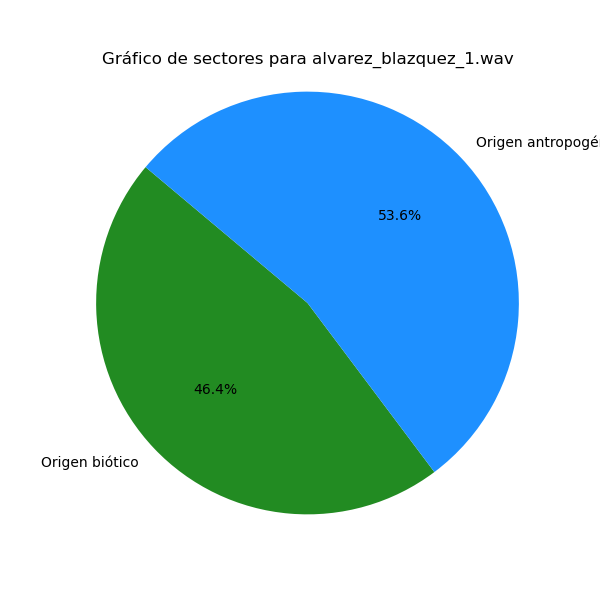 Gráfico de sectores para alvarez_blazquez_1.wav
Origen antropogé
53.6%
46.4%
Origen biótico